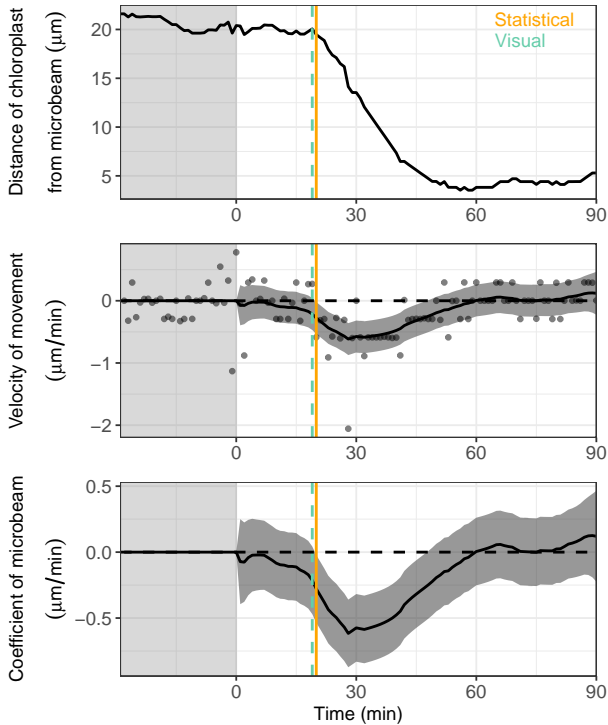 Distance of chloroplast
from microbeam (μm)
20
15
10
5
Statistical
Visual
0
30
60
90
Velocity of movement
(μm/min)
0
−1
−2
0
30
60
90
Coefficient of microbeam
(μm/min)
0.5
0.0
−0.5
0
30
60
90
Time (min)